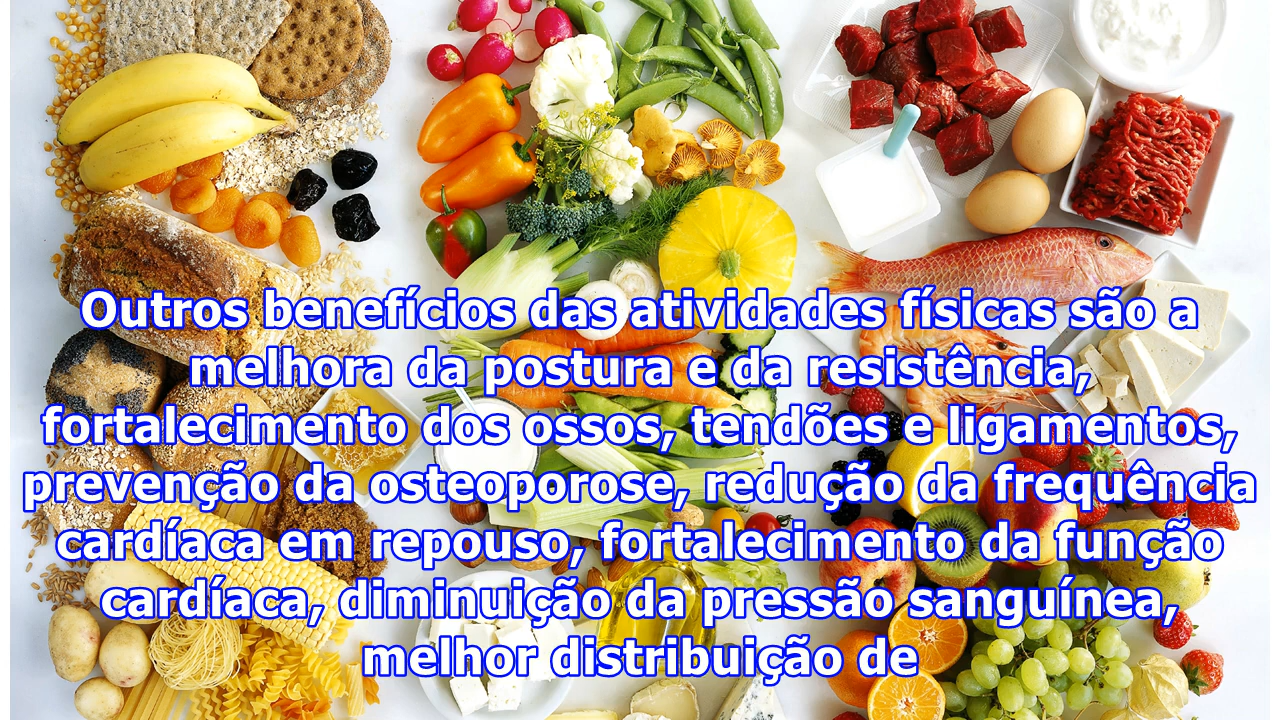 Outros benefícios das atividades físicas são a
melhora da postura e da resistência,
fortalecimento dos ossos, tendões e ligamentos,
prevenção da osteoporose, redução da frequência
cardíaca em repouso, fortalecimento da função
cardíaca, diminuição da pressão sanguínea,
melhor distribuição de